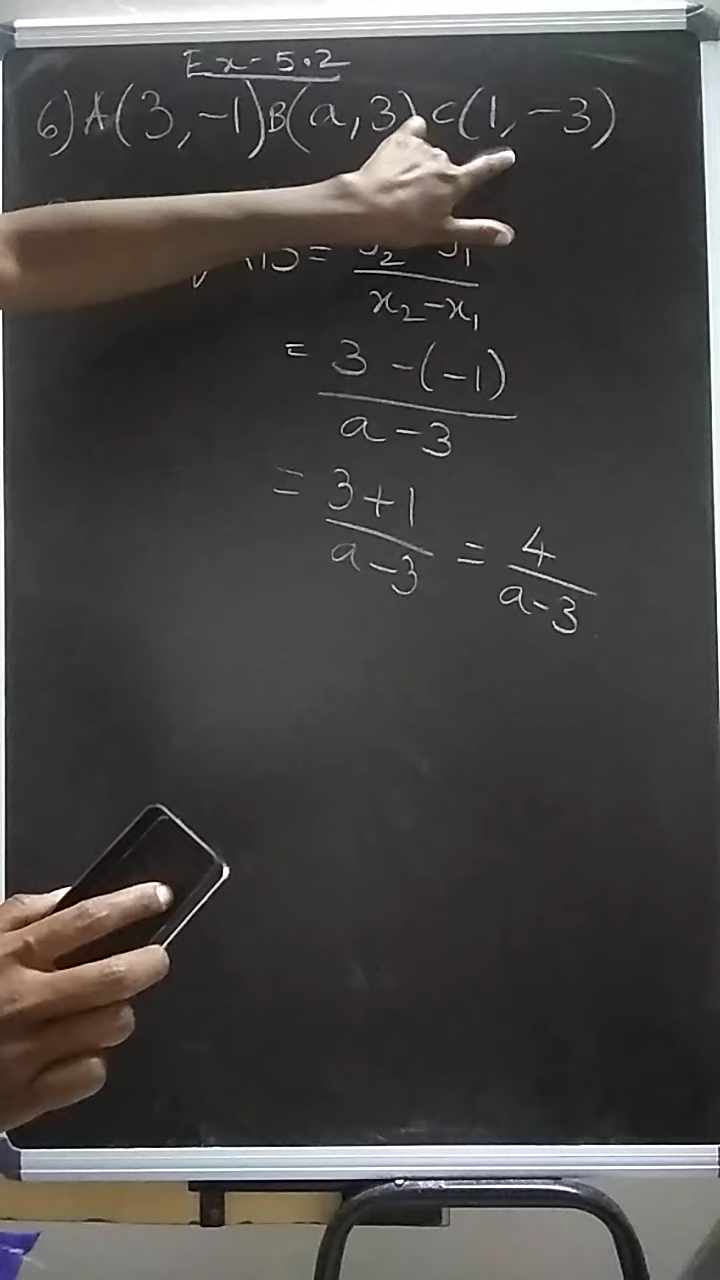 Ex-5.2
6) A(3,-1) B(a,3) C(1,-3)
=
x₂-x₁
= 3-(-1)
a-3
= 3+1
a-3
= 4
a-3